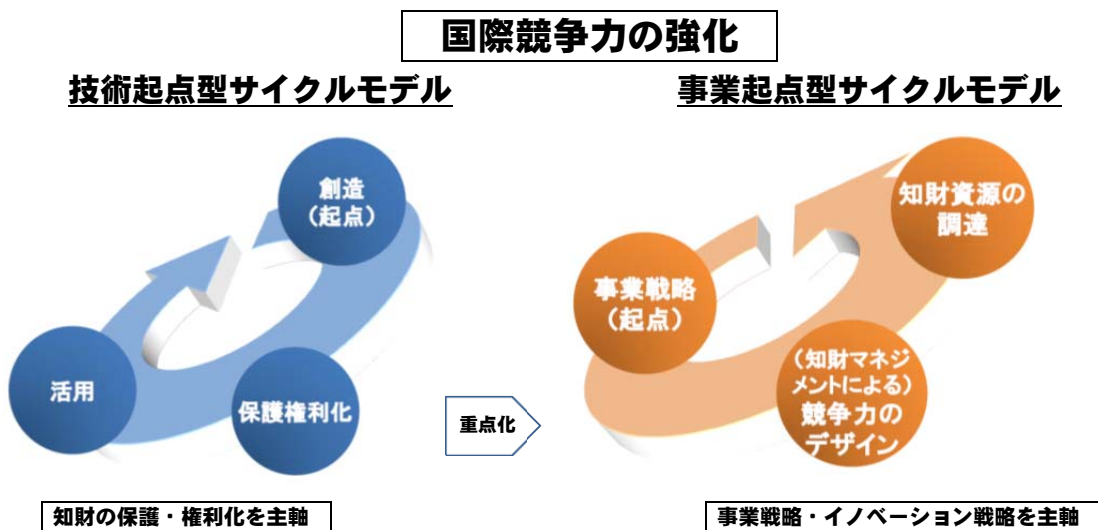 国際競争力の強化
技術起点型サイクルモデル
事業起点型サイクルモデル
創造
（起点）
保護権利化
活用
重点化
事業戦略
（起点）
（知財マネジ
メントによる）
競争力の
デザイン
知財資源の
調達
知財の保護・権利化を主軸
事業戦略・イノベーション戦略を主軸